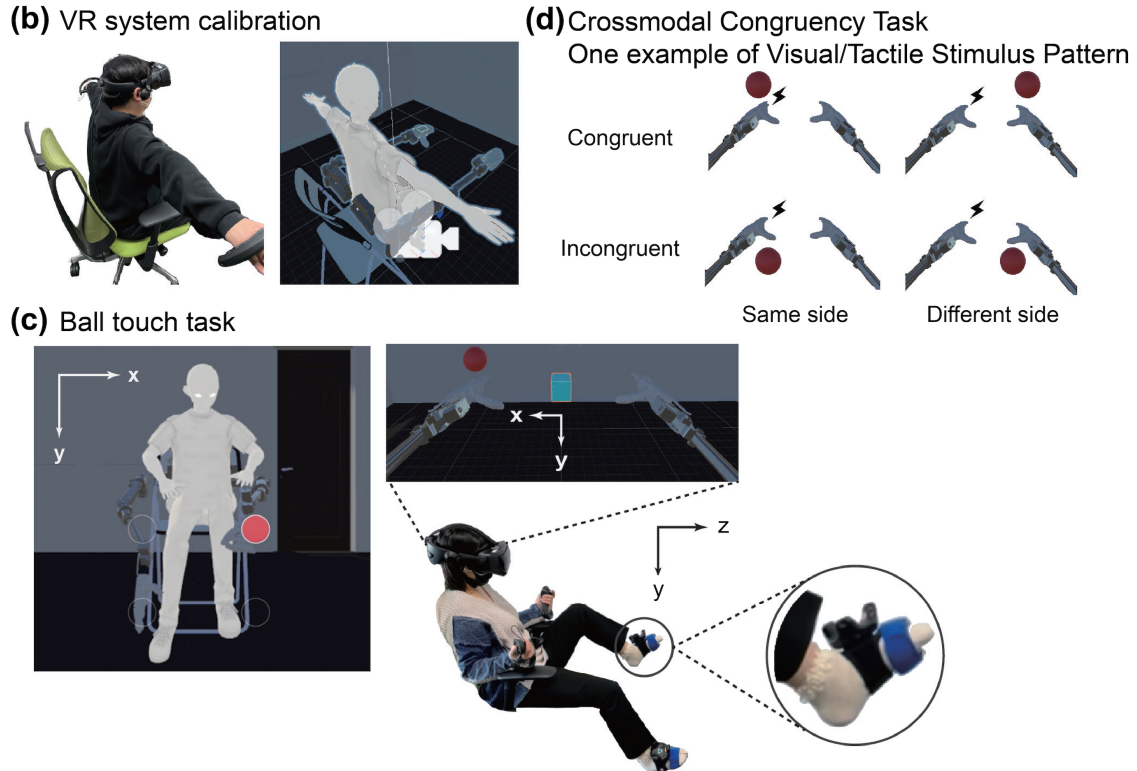 (b) VR system calibration
(d) Crossmodal Congruency Task
One example of Visual/Tactile Stimulus Pattern
Congruent
Incongruent
Same side
Different side
(c) Ball touch task
x
y
x
y
z
y